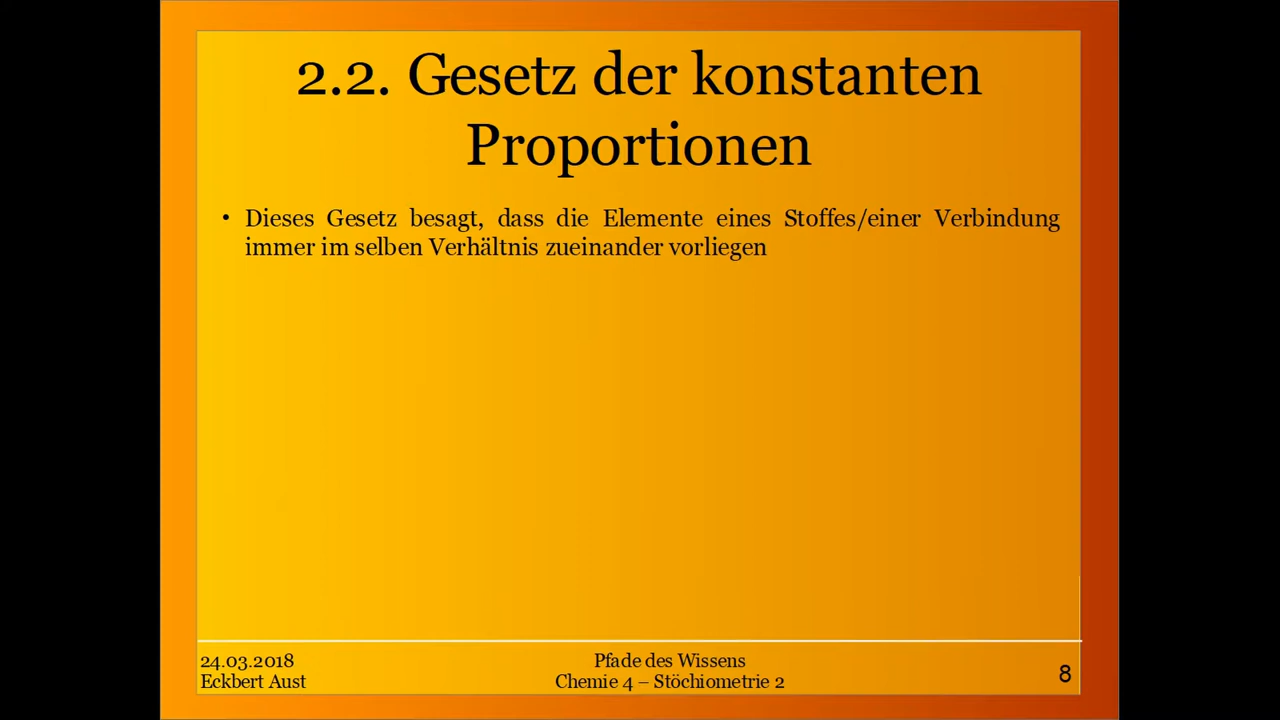 2.2. Gesetz der konstanten
Proportionen
• Dieses Gesetz besagt, dass die Elemente eines Stoffes/einer Verbindung
immer im selben Verhältnis zueinander vorliegen
24.03.2018
Eckbert Aust
Pfade des Wissens
Chemie 4 – Stöchiometrie 2
8